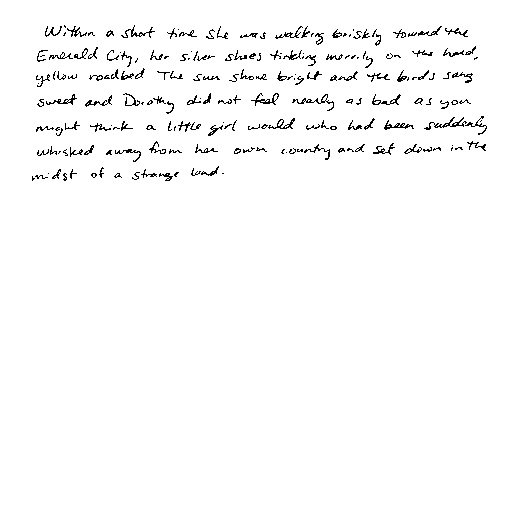 Within a short time she was walking briskly toward the
Emerald City, her silver shoes tinkling merrily on the hard,
yellow roadbed The sun shone bright and the birds sang
sweet and Dorothy did not feel nearly as bad as you
might think a little girl would who had been suddenly
whisked away from her own country and set down in the
midst of a strange land.